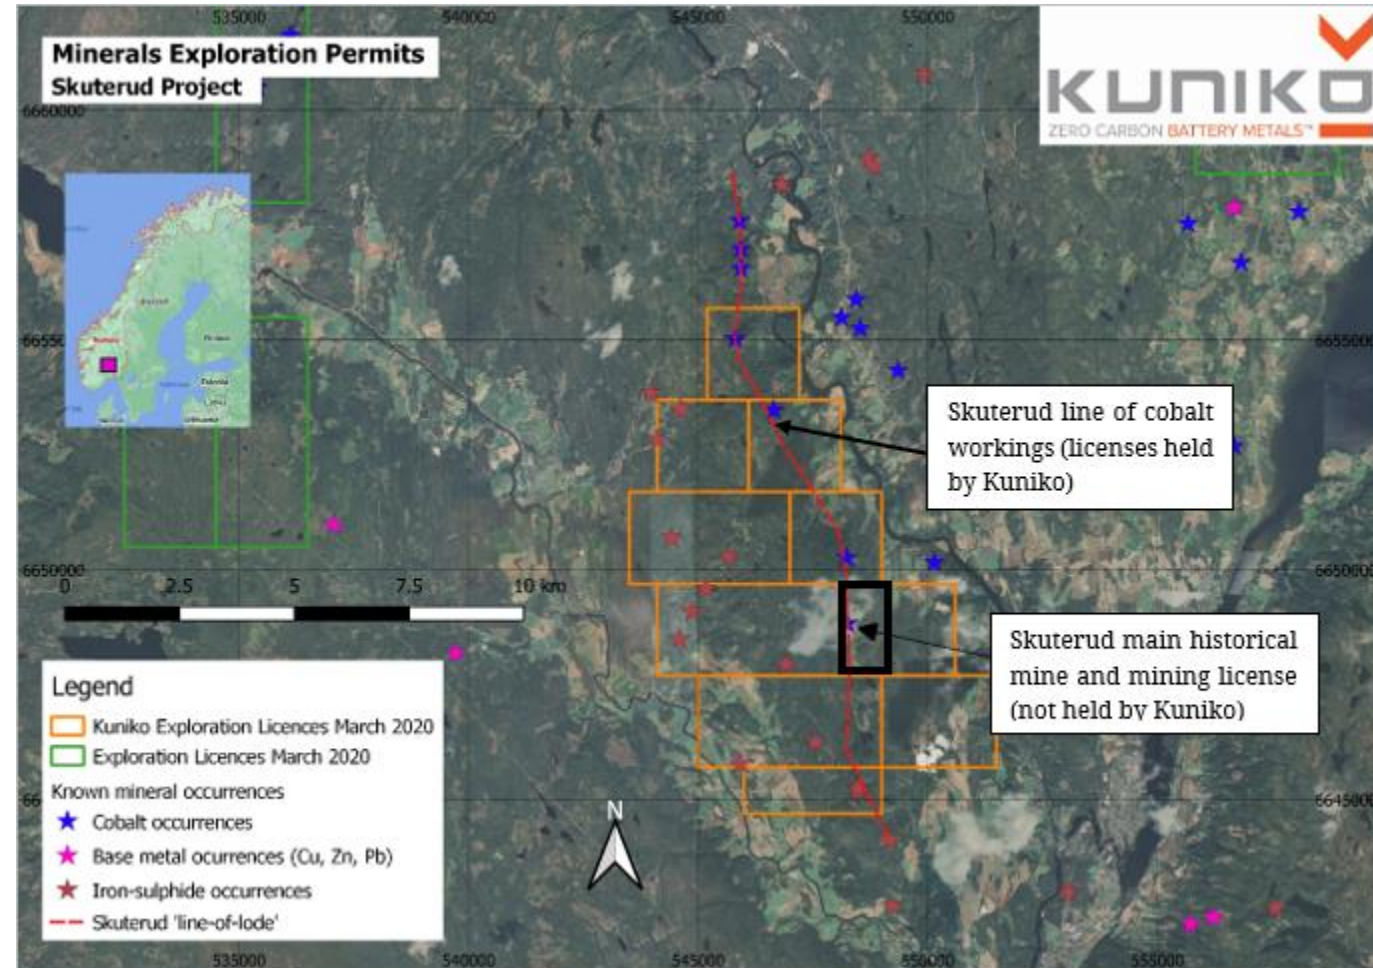 535000 540000 545000 550000
Minerals Exploration Permits
Skuterud Project
KUNIKO
ZERO CARBON BATTERY METALS™
6660000
6655000
Skuterud line of cobalt
workings (licenses held
by Kuniko)
6650000 6650000
0 2.5 5 7.5 10 km
Skuterud main historical
mine and mining license
(not held by Kuniko)
Legend
Kuniko Exploration Licences March 2020
Exploration Licences March 2020
Known mineral occurrences
Cobalt occurrences
Base metal ocurrences (Cu, Zn, Pb)
Iron-sulphide occurrences
Skuterud 'line-of-lode'
N
6645000
535000 540000 545000 550000 555000